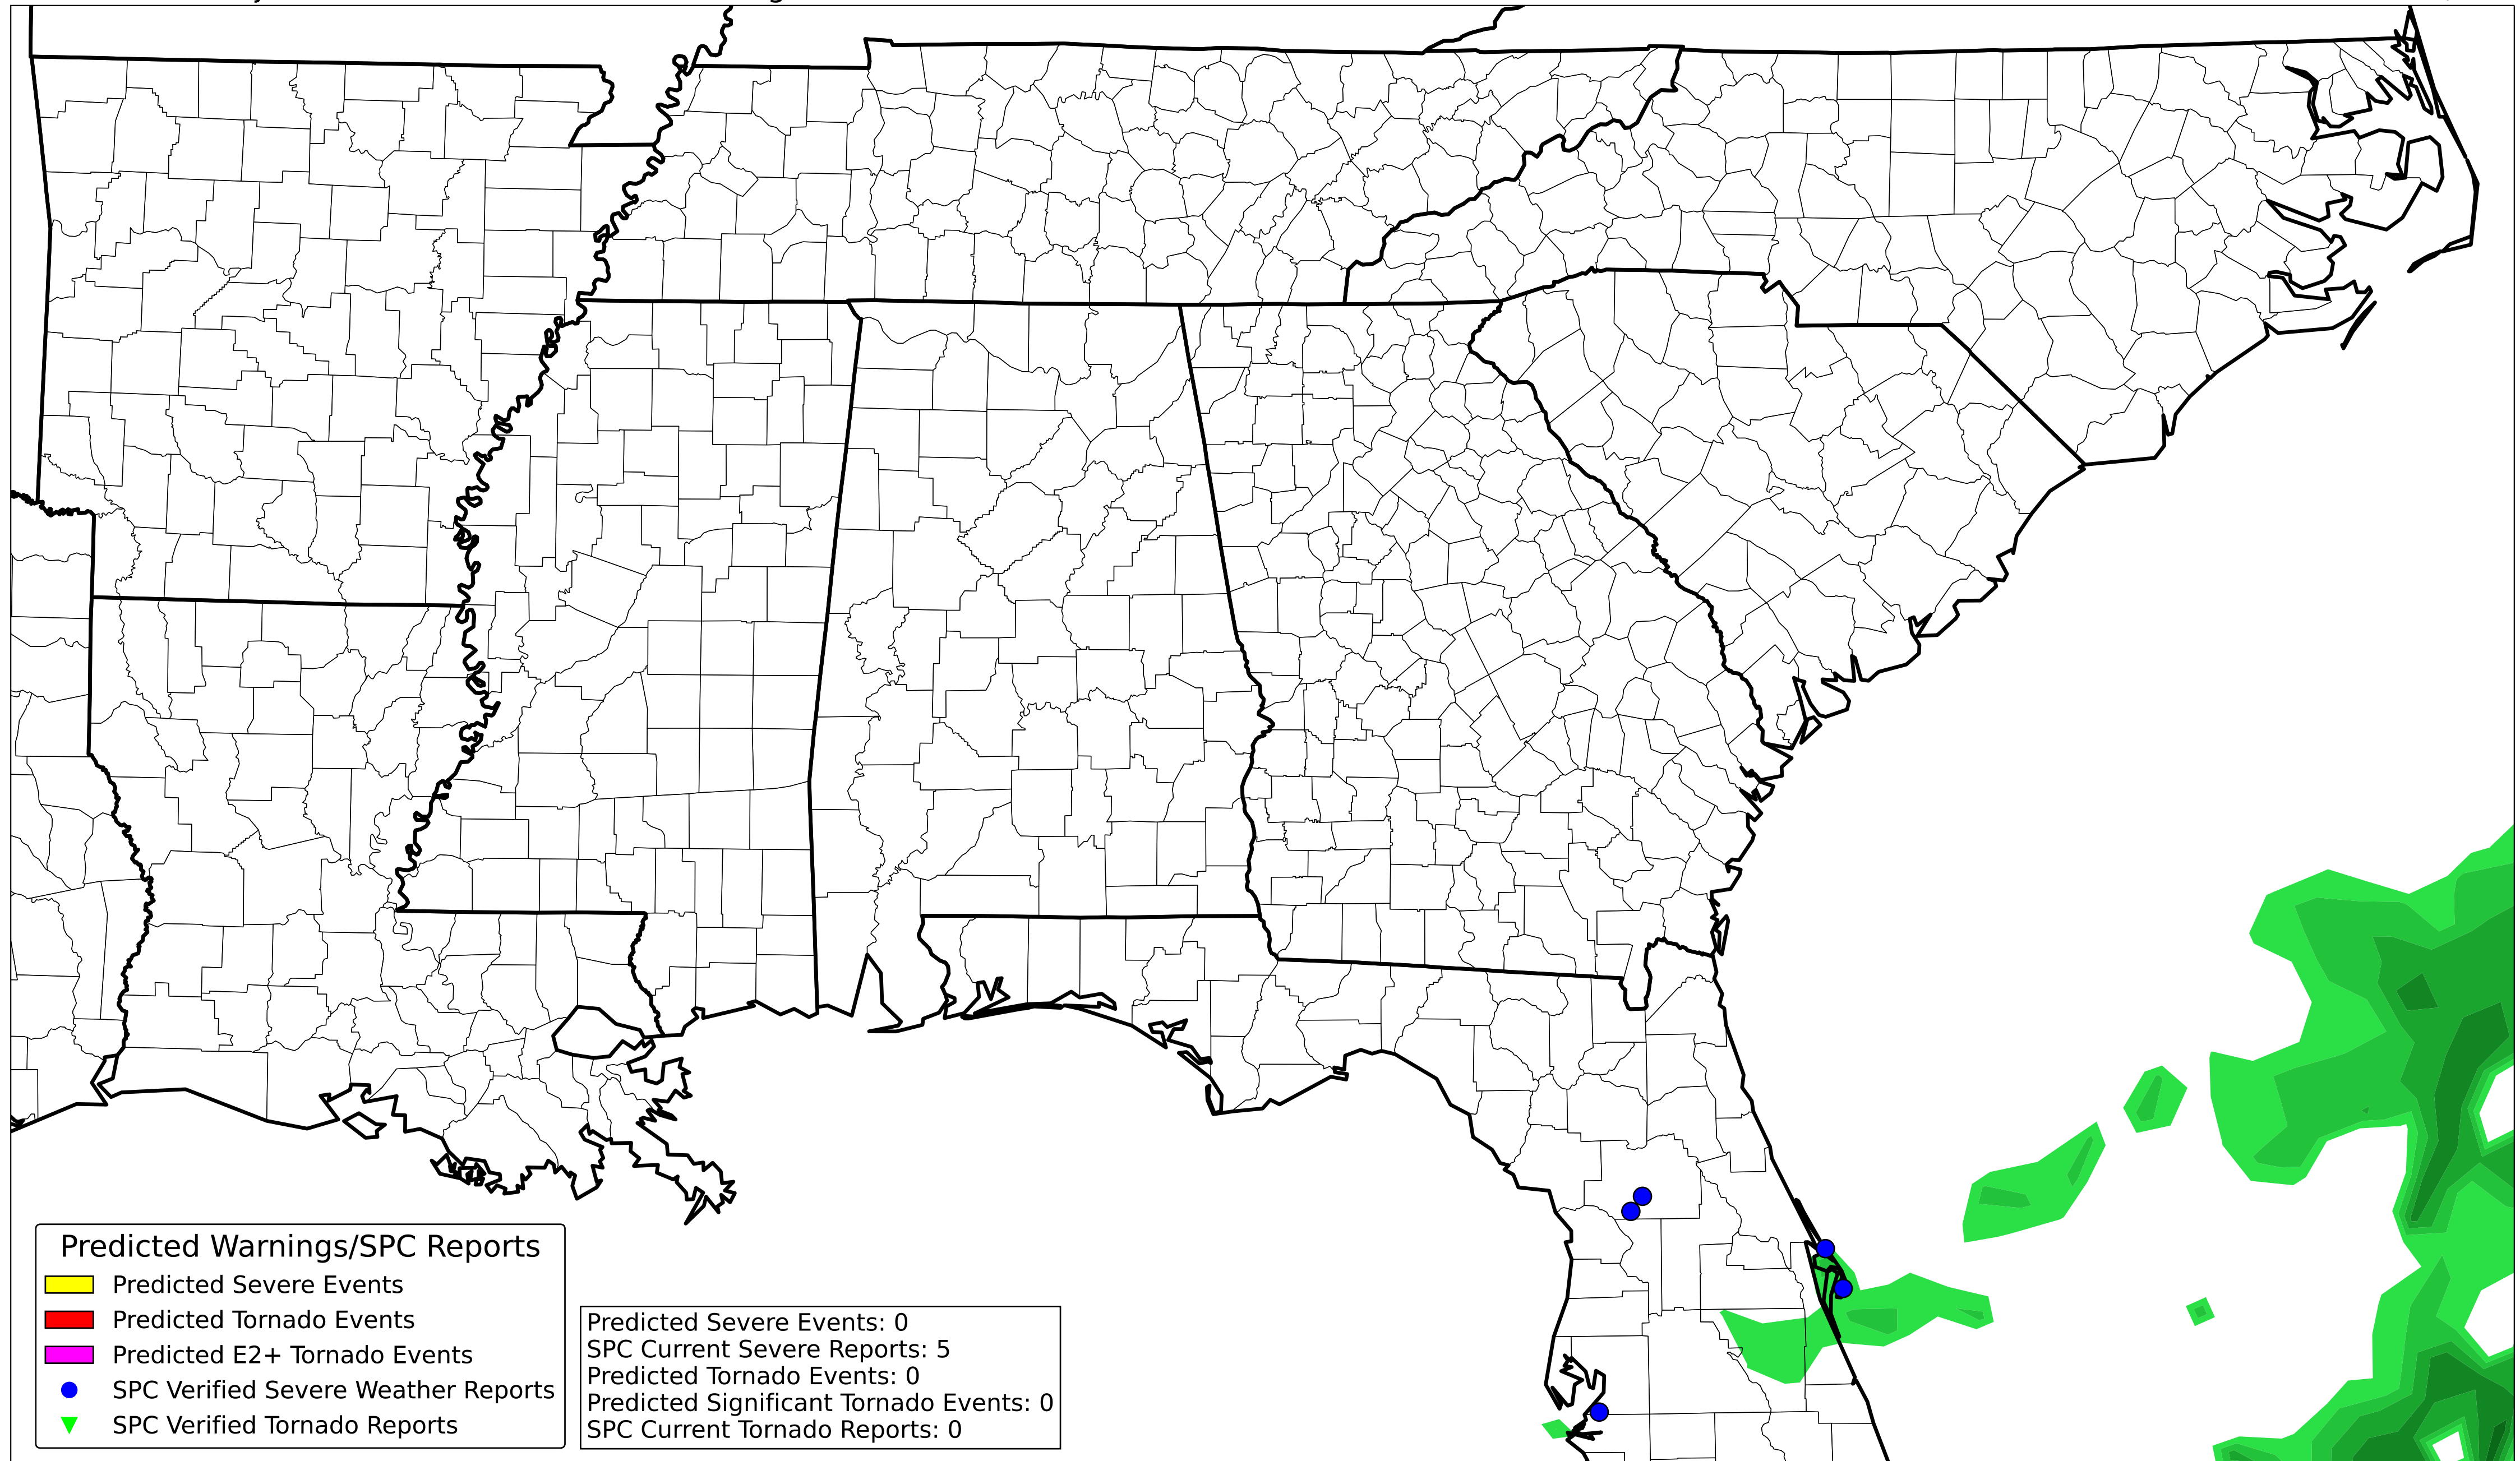 Predicted Warnings/SPC Reports
Predicted Severe Events
Predicted Tornado Events
Predicted E2+ Tornado Events
SPC Verified Severe Weather Reports
SPC Verified Tornado Reports
Predicted Severe Events: 0
SPC Current Severe Reports: 5
Predicted Tornado Events: 0
Predicted Significant Tornado Events: 0
SPC Current Tornado Reports: 0